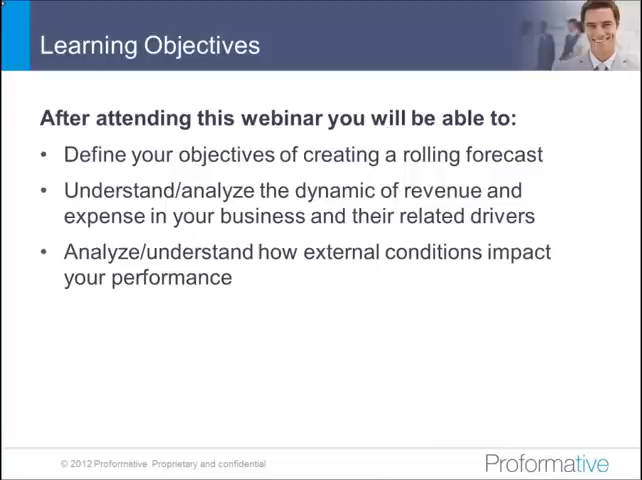 Learning Objectives
After attending this webinar you will be able to:
• Define your objectives of creating a rolling forecast
• Understand/analyze the dynamic of revenue and
expense in your business and their related drivers
• Analyze/understand how external conditions impact
your performance
© 2012 Proformative Proprietary and confidential
Proformative